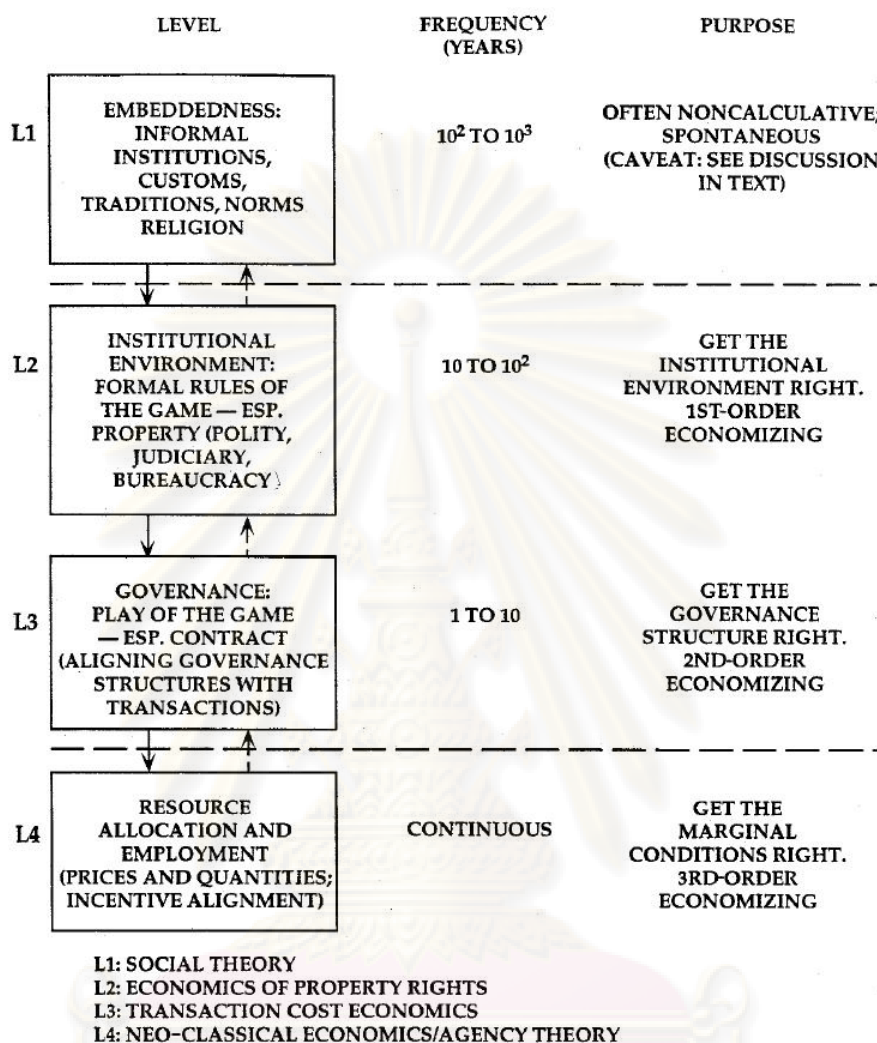 LEVEL
FREQUENCY
(YEARS)
PURPOSE
L1
EMBEDDEDNESS:
INFORMAL
INSTITUTIONS,
CUSTOMS,
TRADITIONS, NORMS
RELIGION
10² TO 10³
OFTEN NONCALCULATIVE;
SPONTANEOUS
(CAVEAT: SEE DISCUSSION
IN TEXT)
L2
INSTITUTIONAL
ENVIRONMENT:
FORMAL RULES OF
THE GAME — ESP.
PROPERTY (POLITY,
JUDICIARY,
BUREAUCRACY)
10 TO 10²
GET THE
INSTITUTIONAL
ENVIRONMENT RIGHT.
1ST-ORDER
ECONOMIZING
L3
GOVERNANCE:
PLAY OF THE GAME
— ESP. CONTRACT
(ALIGNING GOVERNANCE
STRUCTURES WITH
TRANSACTIONS)
1 TO 10
GET THE
GOVERNANCE
STRUCTURE RIGHT.
2ND-ORDER
ECONOMIZING
L4
RESOURCE
ALLOCATION AND
EMPLOYMENT
(PRICES AND QUANTITIES;
INCENTIVE ALIGNMENT)
CONTINUOUS
GET THE
MARGINAL
CONDITIONS RIGHT.
3RD-ORDER
ECONOMIZING
L1: SOCIAL THEORY
L2: ECONOMICS OF PROPERTY RIGHTS
L3: TRANSACTION COST ECONOMICS
L4: NEO-CLASSICAL ECONOMICS/AGENCY THEORY